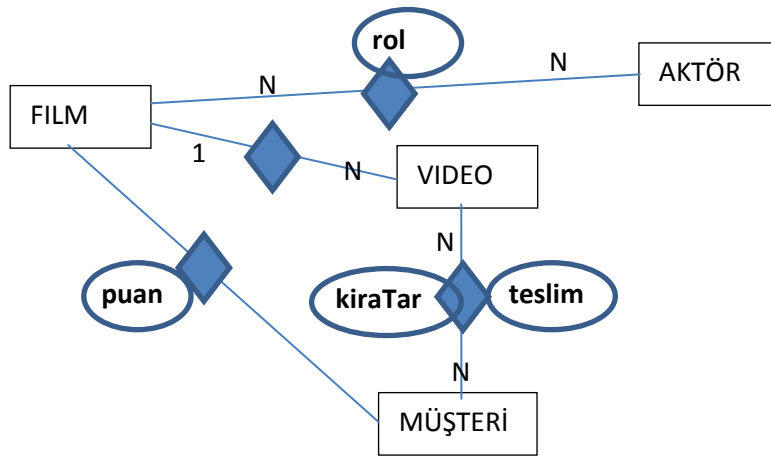 rol
N
N
AKTÖR
FILM
1
N
VIDEO
N
puan
kiraTar
teslim
N
MÜŞTERİ